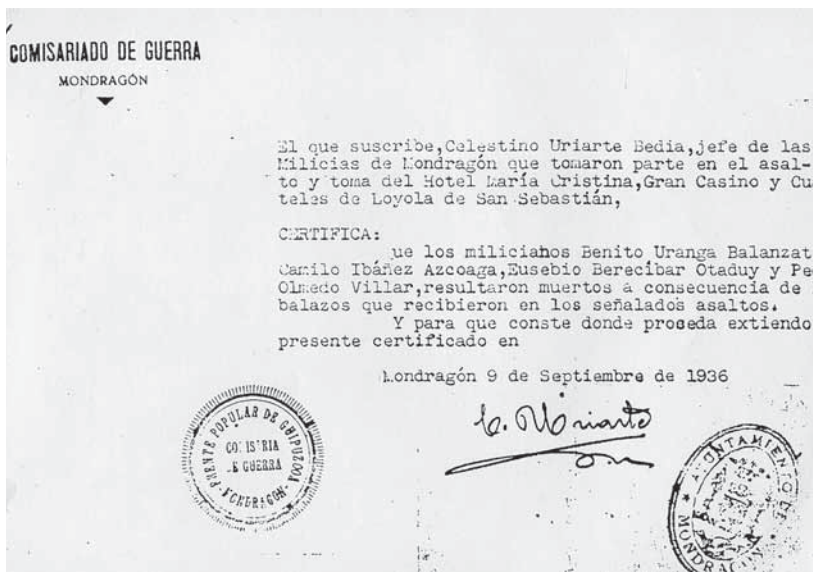 COMISARIADO DE GUERRA
MONDRAGÓN
El que suscribe,Celestino Uriarte Bedia,jefe de las
Milicias de Mondragón que tomaron parte en el asal-
to y toma del Hotel María Cristina,Gran Casino y Cu
teles de Loyola de San Sebastián,
CERTIFICA:
ue los milicianos Benito Uranga Balanzat
Camilo Ibáñez Azcoaga,Eusebio Berecibar Otaduy y Pe
Olmedo Villar,resultaron muertos a consecuencia de
balazos que recibieron en los señalados asaltos.
Y para que conste donde proceda extiendo
presente certificado en
Mondragón 9 de Septiembre de 1936
C. Uriarte
FRENTE POPULAR DE GUIPUZCOA
COMISARIA
DE GUERRA
MONDRAGON
AYUNTAMIENTO DE
MONDRAGON